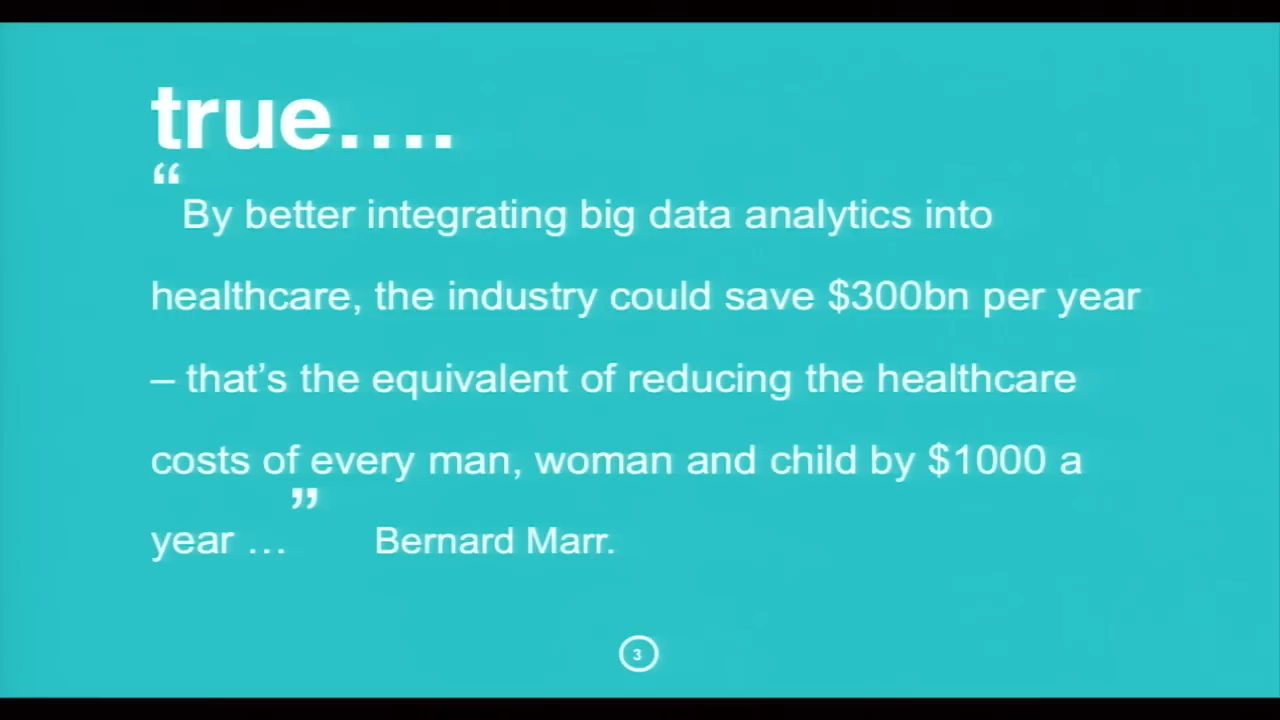 true....
“By better integrating big data analytics into
healthcare, the industry could save $300bn per year
– that’s the equivalent of reducing the healthcare
costs of every man, woman and child by $1000 a
year …” Bernard Marr.
3